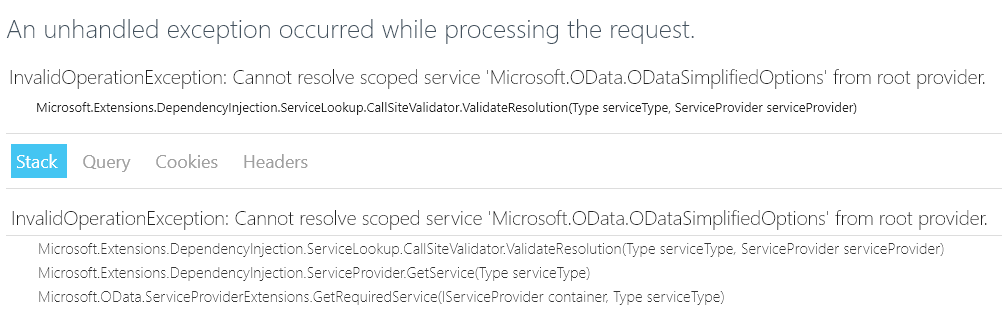 An unhandled exception occurred while processing the request.
InvalidOperationException: Cannot resolve scoped service 'Microsoft.OData.ODataSimplifiedOptions' from root provider.
Microsoft.Extensions.DependencyInjection.ServiceLookup.CallSiteValidator.ValidateResolution(Type serviceType, ServiceProvider serviceProvider)
Stack Query Cookies Headers
InvalidOperationException: Cannot resolve scoped service 'Microsoft.OData.ODataSimplifiedOptions' from root provider.
Microsoft.Extensions.DependencyInjection.ServiceLookup.CallSiteValidator.ValidateResolution(Type serviceType, ServiceProvider serviceProvider)
Microsoft.Extensions.DependencyInjection.ServiceProvider.GetService(Type serviceType)
Microsoft.OData.ServiceProviderExtensions.GetRequiredService(IServiceProvider container, Type serviceType)